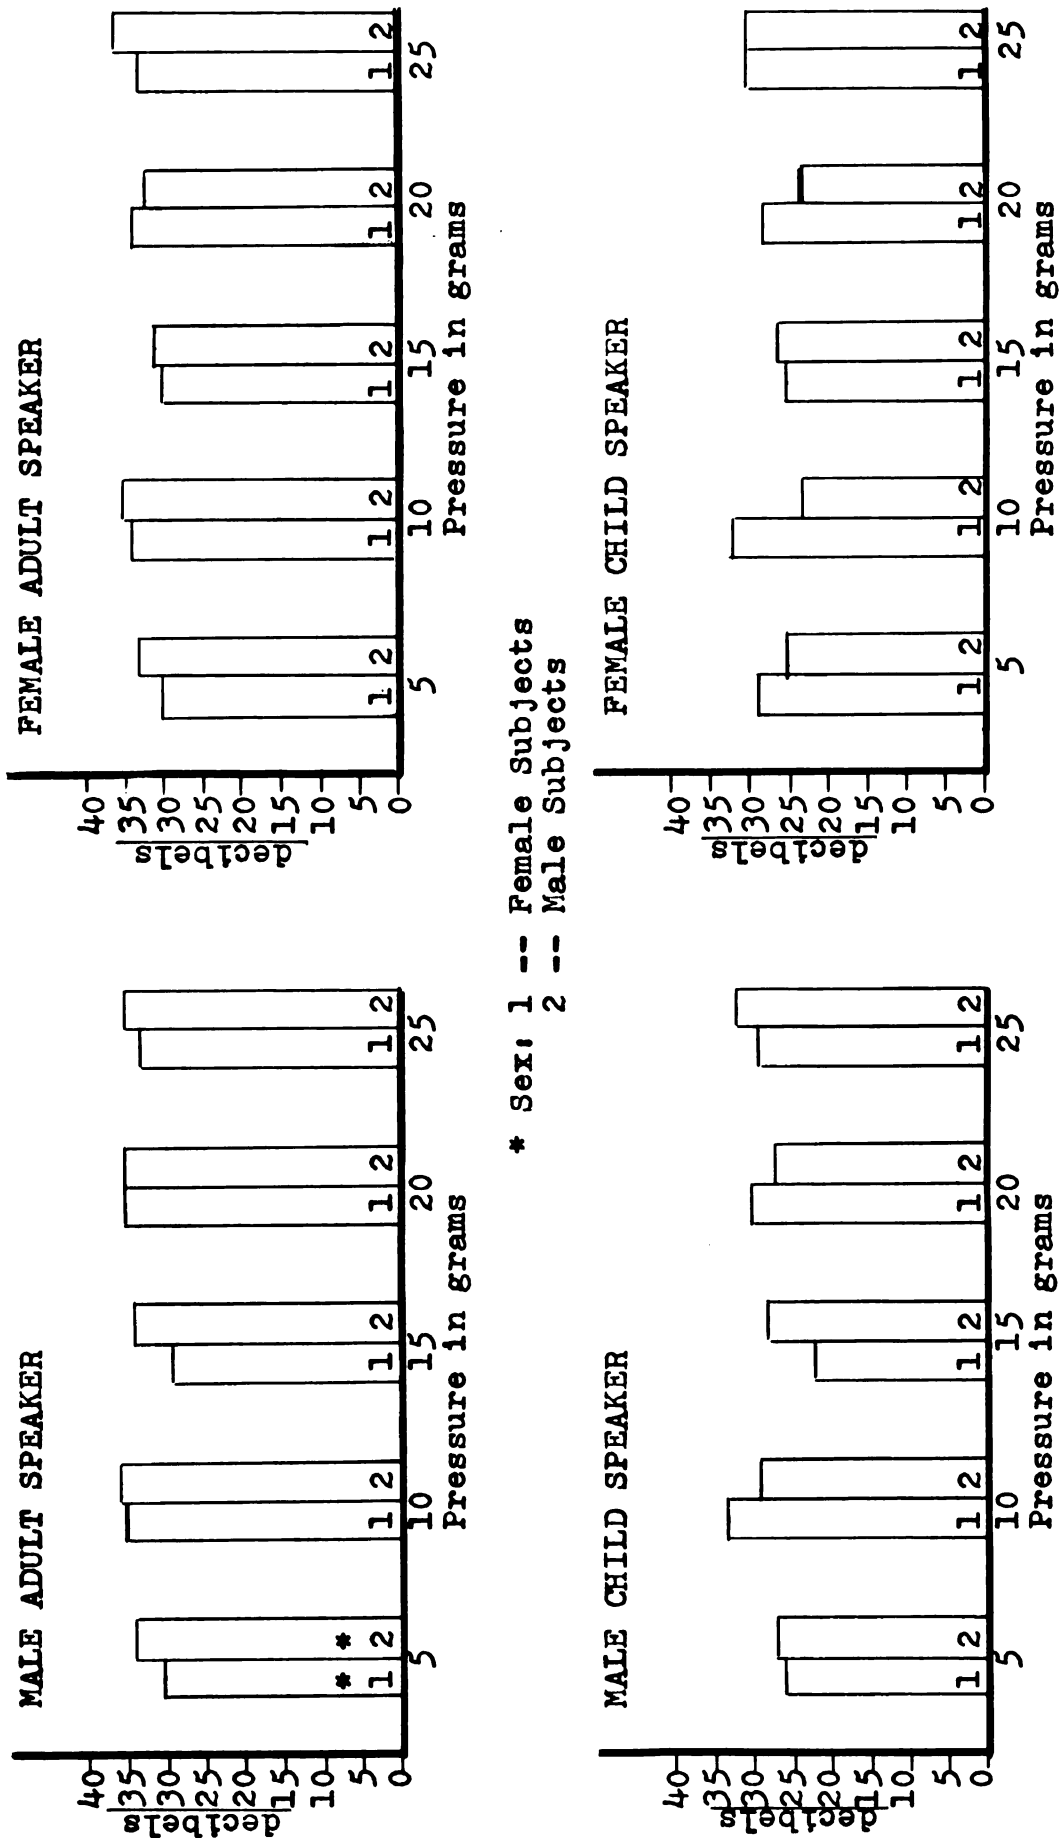 MALE ADULT SPEAKER
decibels
40
35
30
25
20
15
10
5
0
* *
1 2 1 2 1 2 1 2 1 2
5 10 15 20 25
Pressure in grams
FEMALE ADULT SPEAKER
decibels
40
35
30
25
20
15
10
5
0
1 2 1 2 1 2 1 2 1 2
5 10 15 20 25
Pressure in grams
* Sex: 1 -- Female Subjects
2 -- Male Subjects
MALE CHILD SPEAKER
decibels
40
35
30
25
20
15
10
5
0
1 2 1 2 1 2 1 2 1 2
5 10 15 20 25
Pressure in grams
FEMALE CHILD SPEAKER
decibels
40
35
30
25
20
15
10
5
0
1 2 1 2 1 2 1 2 1 2
5 10 15 20 25
Pressure in grams